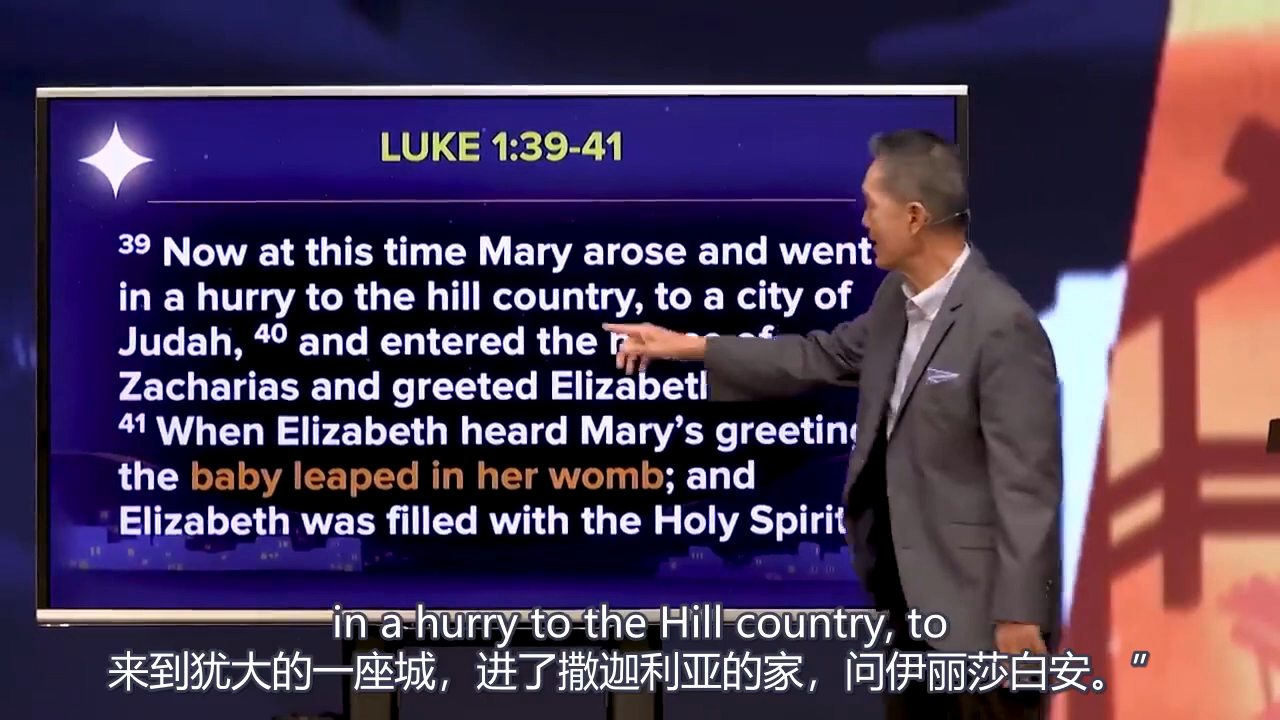 LUKE 1:39-41
39 Now at this time Mary arose and went
in a hurry to the hill country, to a city of
Judah, 40 and entered the of
Zacharias and greeted
41 When Elizabeth heard Mary's
the baby leaped in her womb; and
Elizabeth was filled with the Holy Spirit
in a hurry to the Hill country, to
来到犹大的一座城，进了撒迦利亚的家，问伊丽莎白安。”